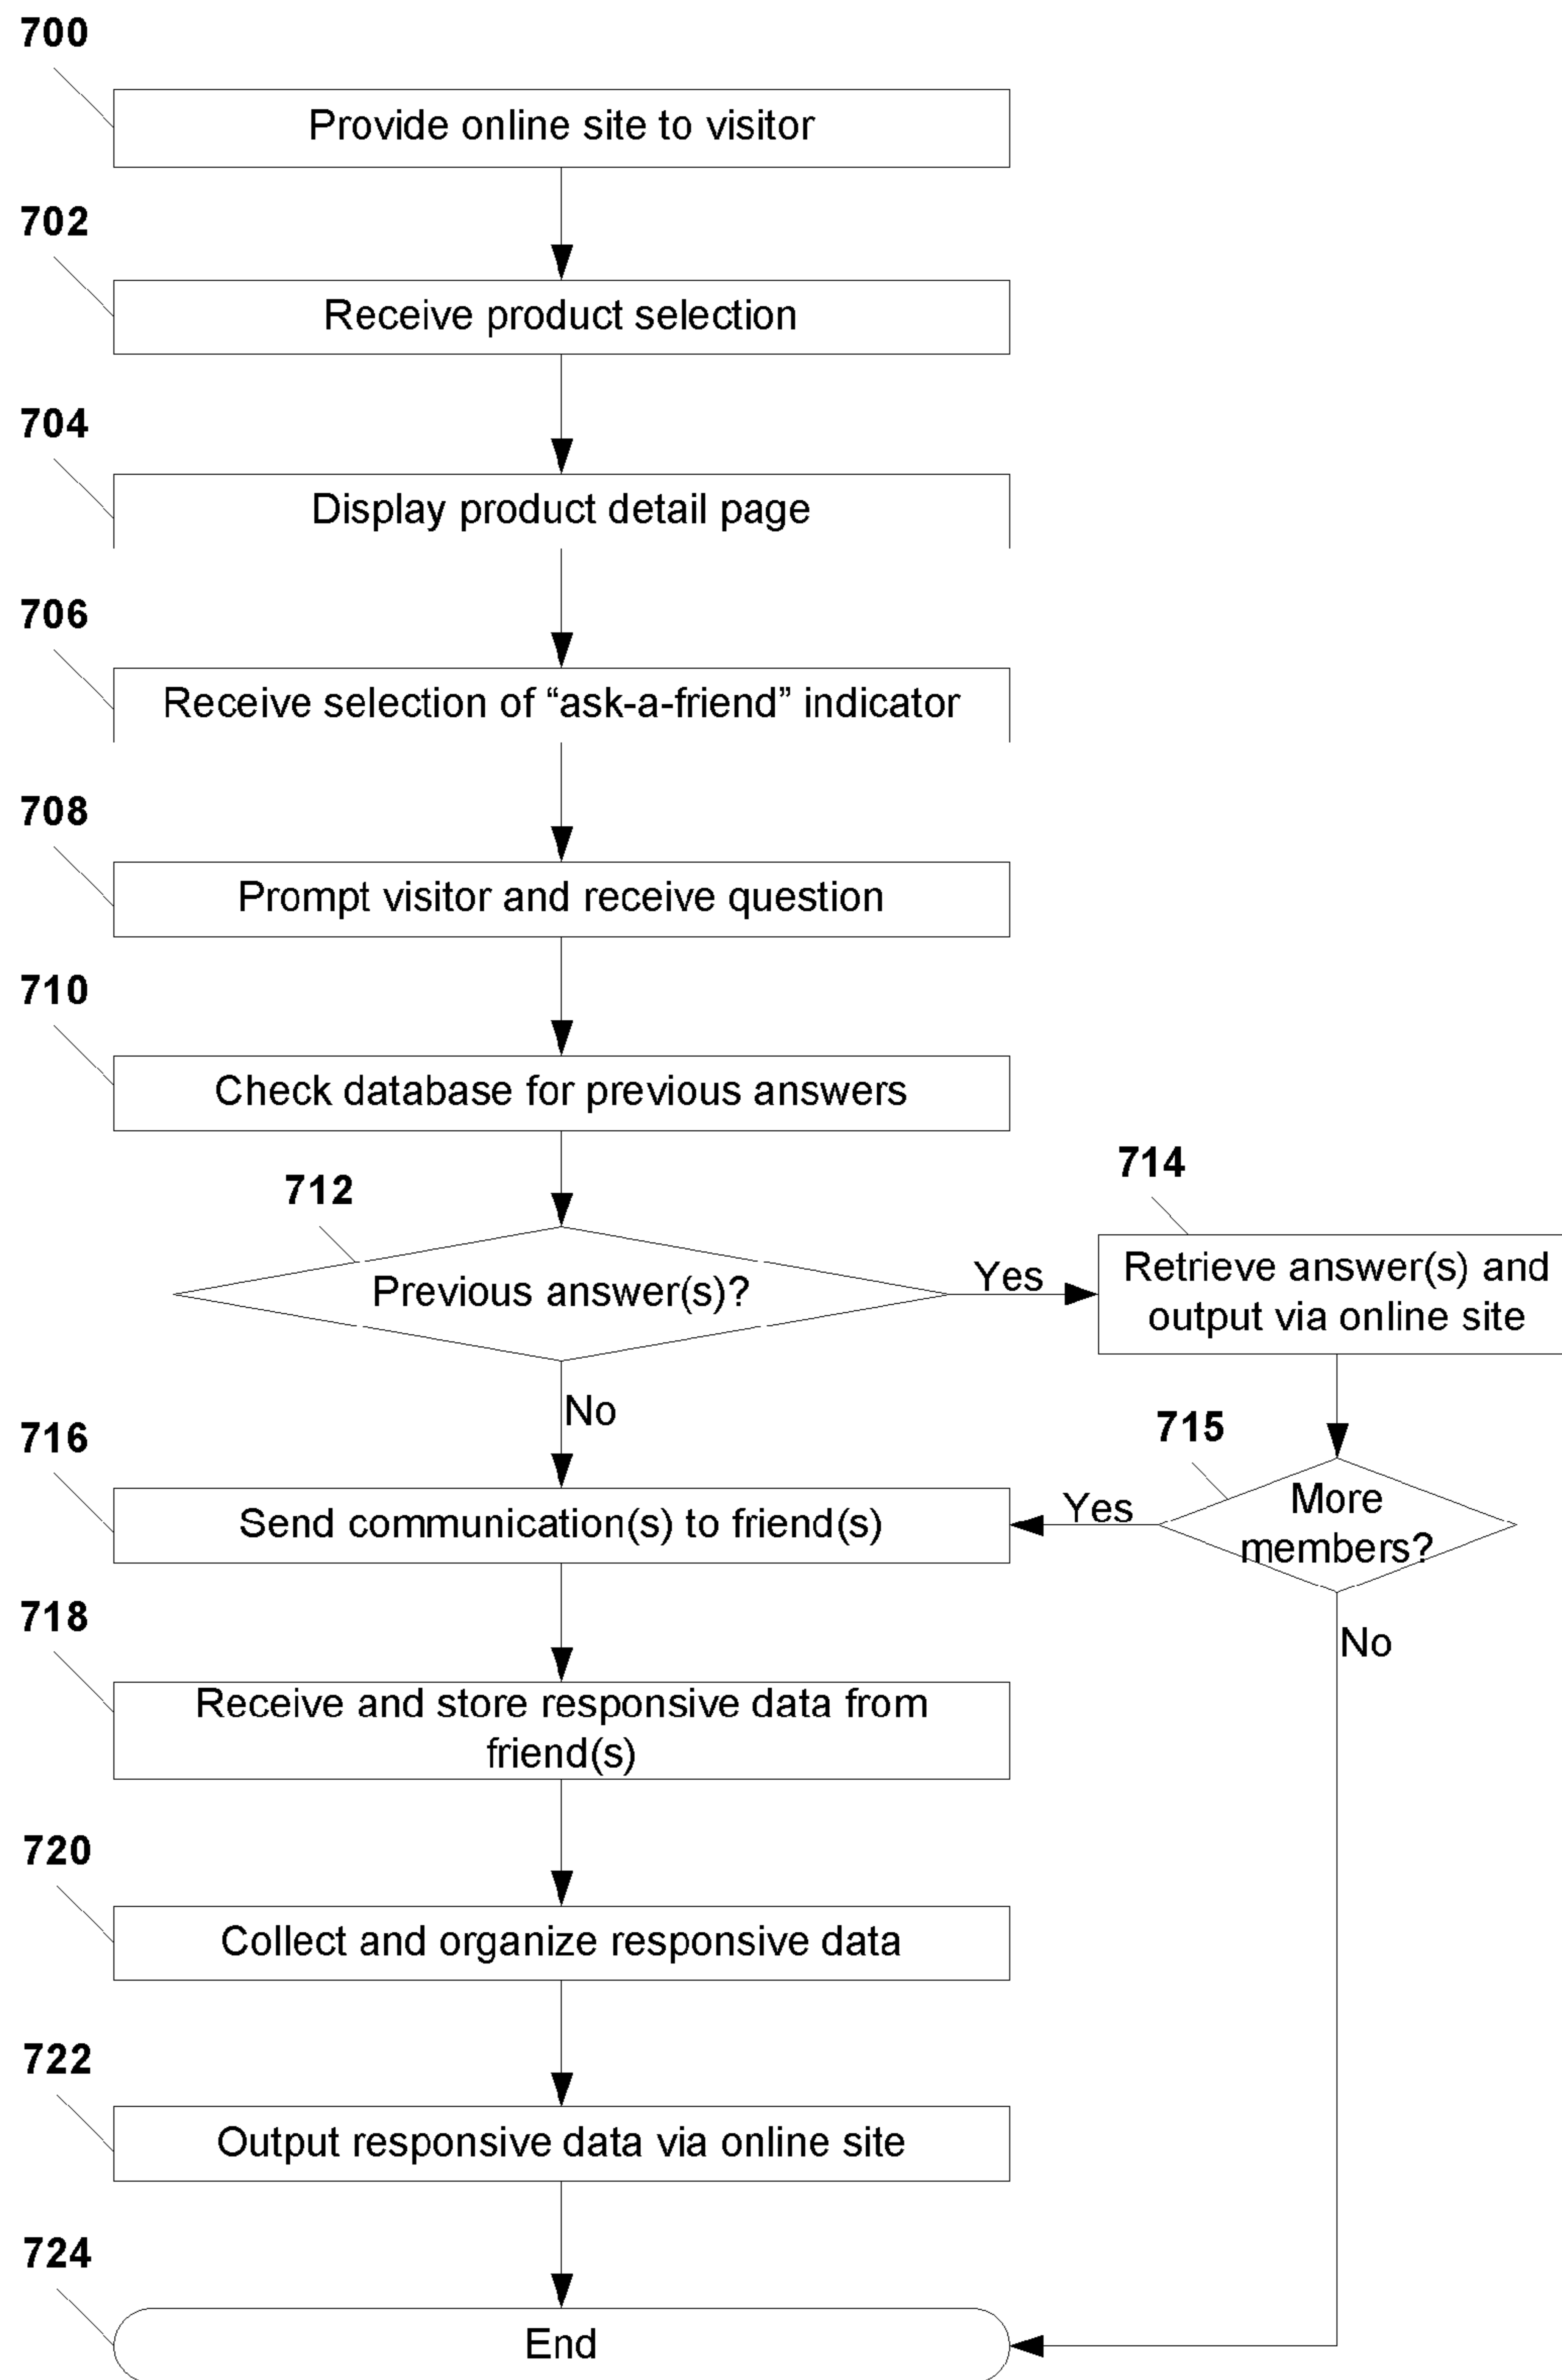 700
Provide online site to visitor
702
Receive product selection
704
Display product detail page
706
Receive selection of “ask-a-friend” indicator
708
Prompt visitor and receive question
710
Check database for previous answers
712
Previous answer(s)?
Yes
714
Retrieve answer(s) and
output via online site
No
715
More
members?
Yes
No
716
Send communication(s) to friend(s)
718
Receive and store responsive data from
friend(s)
720
Collect and organize responsive data
722
Output responsive data via online site
724
End